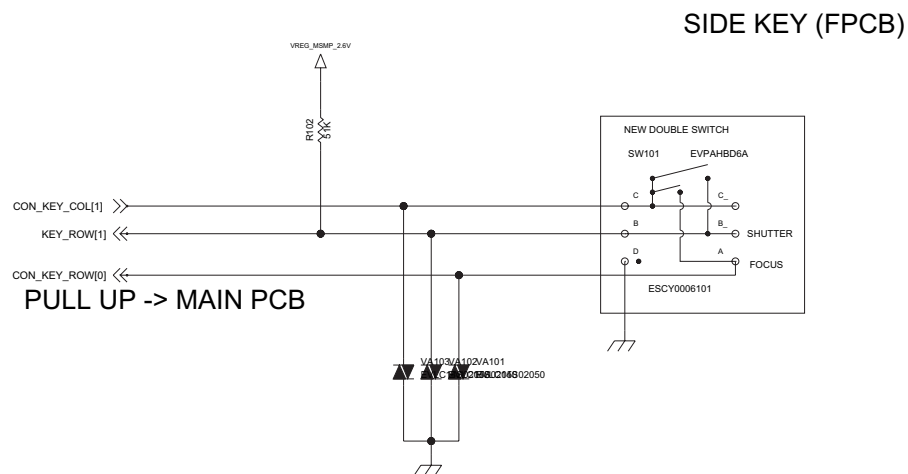 SIDE KEY (FPCB)
VREG_MSMP_2.6V
R102
51K
NEW DOUBLE SWITCH
SW101 EVPAHBD6A
CON_KEY_COL[1]
C C_
KEY_ROW[1]
B B_ SHUTTER
CON_KEY_ROW[0]
D A FOCUS
PULL UP -> MAIN PCB
ESCY0006101
VA103 VA102 VA101